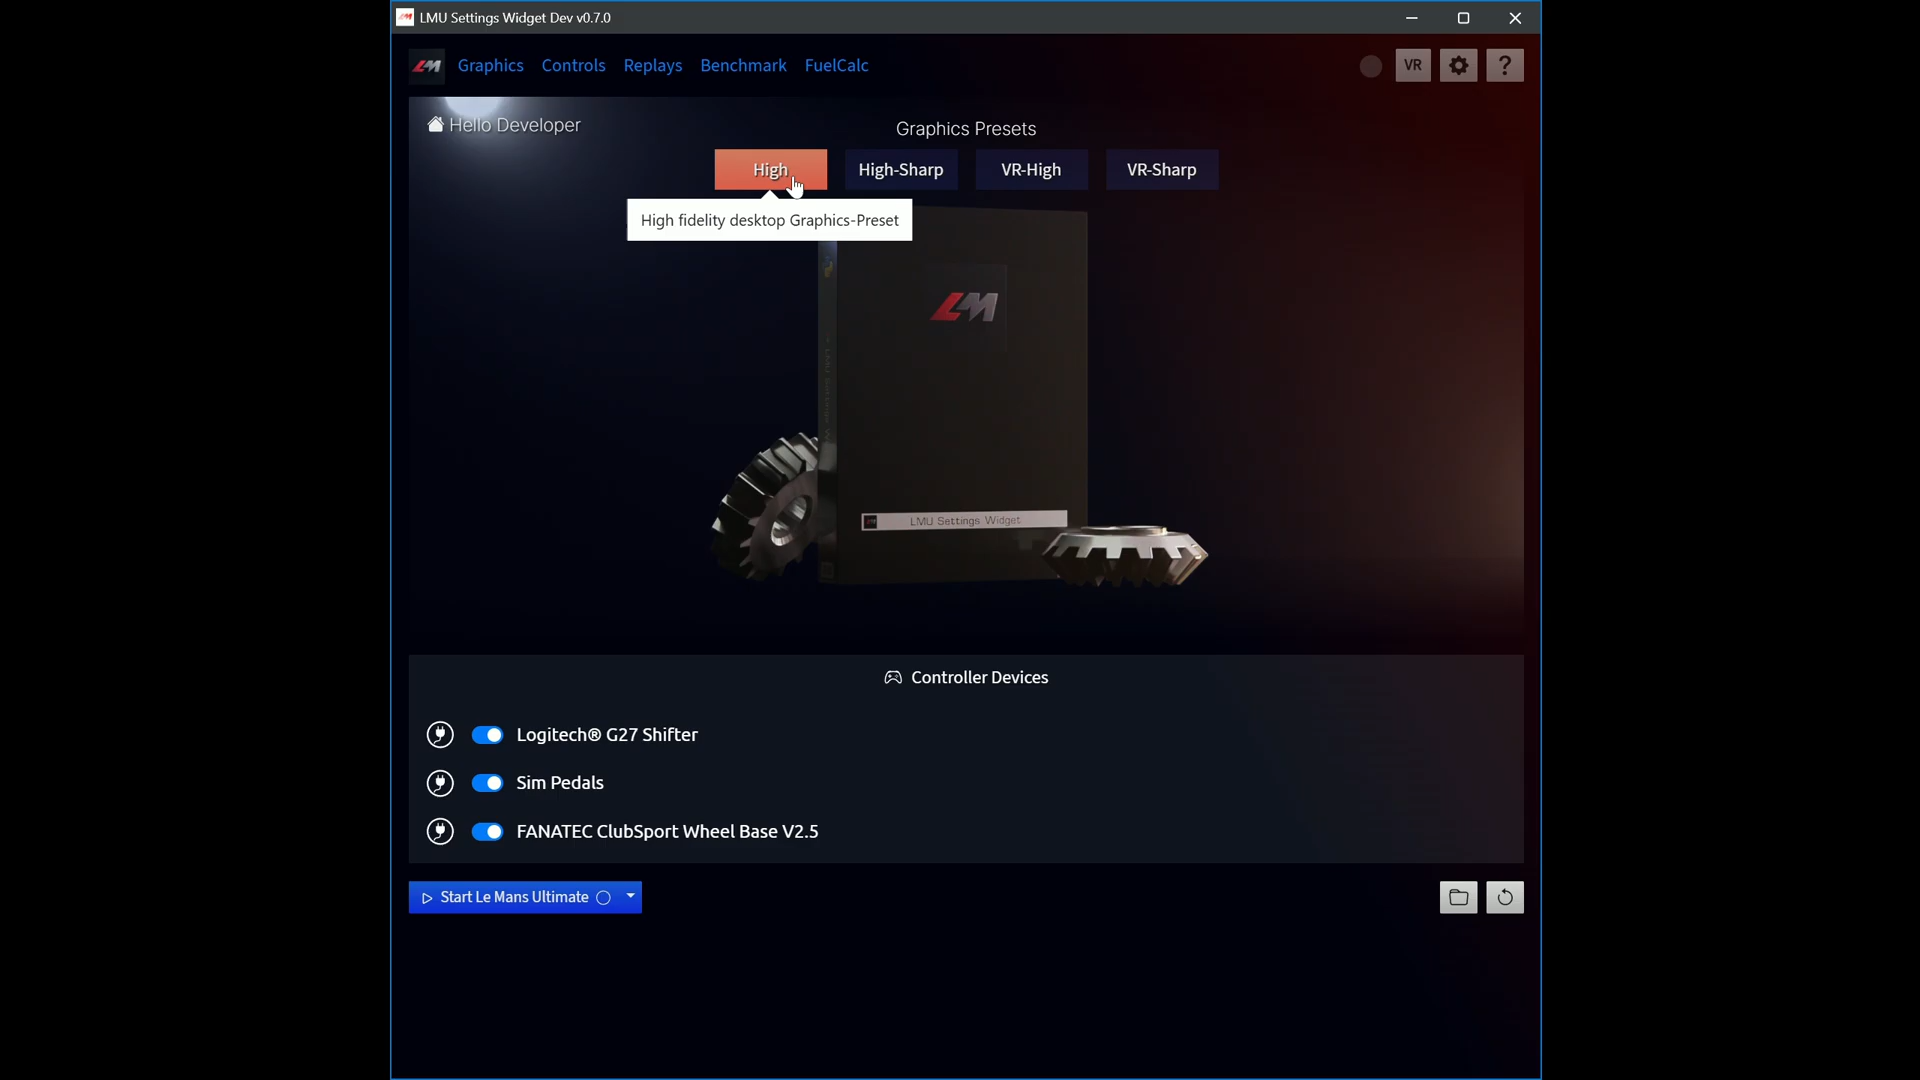 LMU Settings Widget Dev v0.7.0
LM Graphics Controls Replays Benchmark FuelCalc VR ?
Hello Developer
Graphics Presets
High High-Sharp VR-High VR-Sharp
High fidelity desktop Graphics-Preset
LM
LMU Settings Widget
Controller Devices
Logitech® G27 Shifter
Sim Pedals
FANATEC ClubSport Wheel Base V2.5
Start Le Mans Ultimate